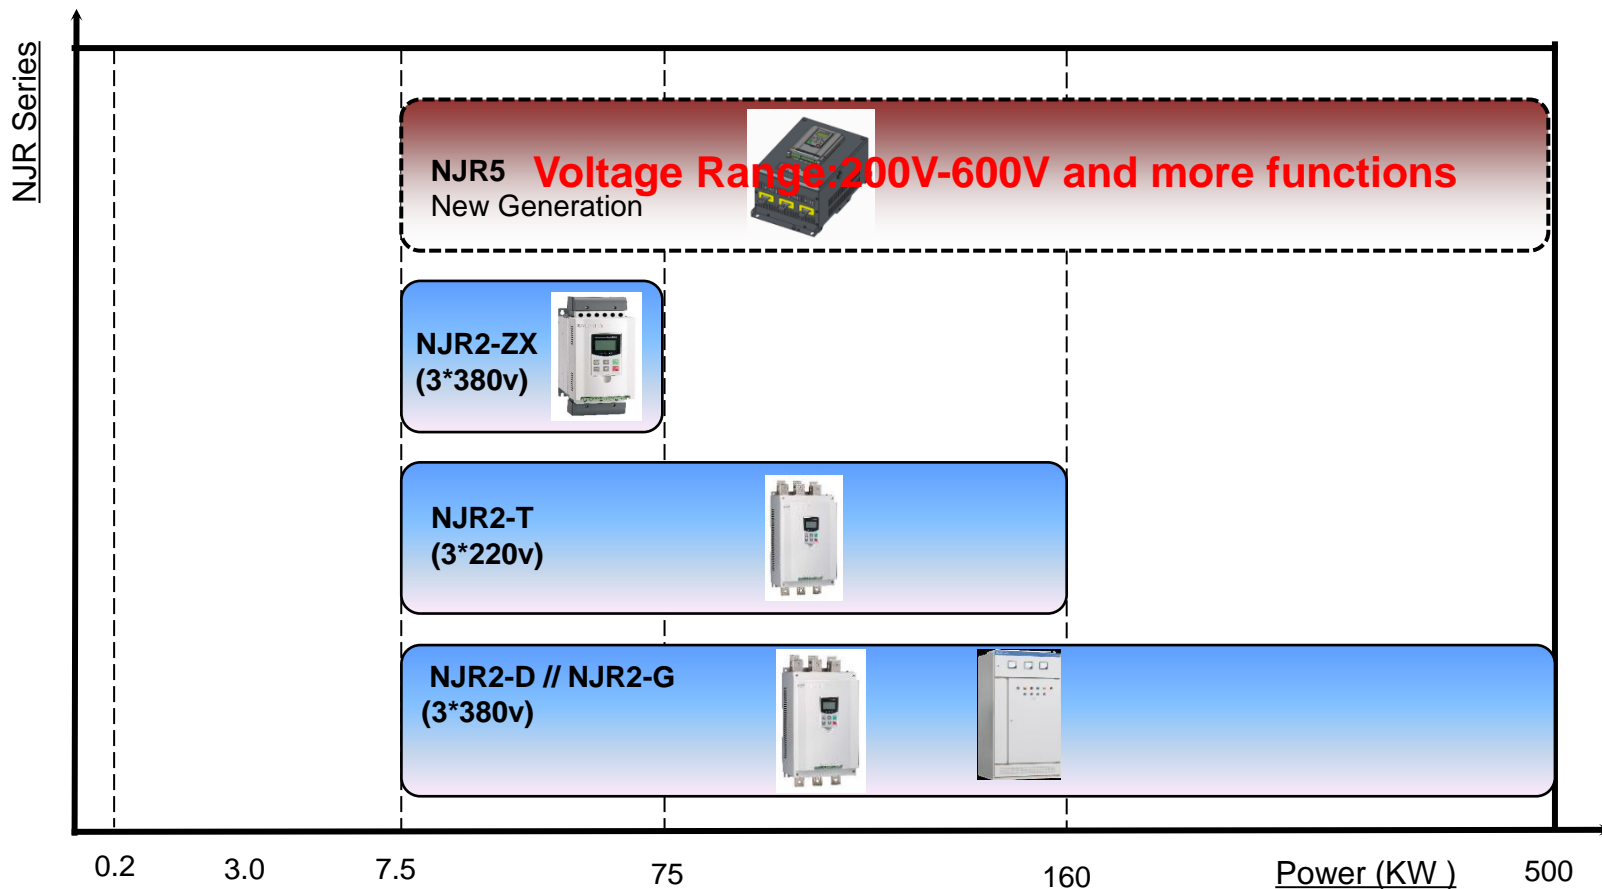 NJR Series
NJR5
Voltage Range:200V-600V and more functions
New Generation
NJR2-ZX
(3*380v)
NJR2-T
(3*220v)
NJR2-D // NJR2-G
(3*380v)
0.2
3.0
7.5
75
160
Power (KW )
500